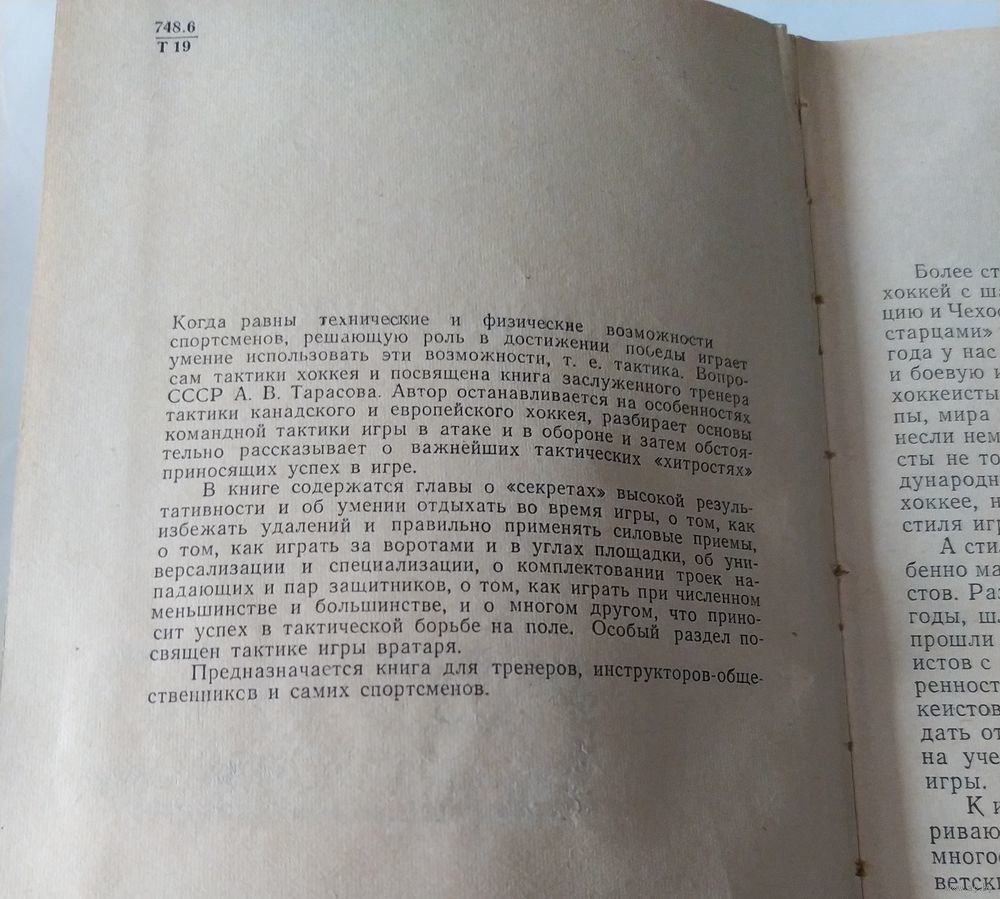 748.6
Т 19
Когда равны технические и физические возможности
спортсменов, решающую роль в достижении победы играет
умение использовать эти возможности, т. е. тактика. Вопро-
сам тактики хоккея и посвящена книга заслуженного тренера
СССР А. В. Тарасова. Автор останавливается на особенностях
тактики канадского и европейского хоккея, разбирает основы
командной тактики игры в атаке и в обороне и затем обстоя-
тельно рассказывает о важнейших тактических «хитростях»
приносящих успех в игре.
В книге содержатся главы о «секретах» высокой резуль-
тативности и об умении отдыхать во время игры, о том, как
избежать удалений и правильно применять силовые приемы,
о том, как играть за воротами и в углах площадки, об уни-
версализации и специализации, о комплектовании троек на-
падающих и пар защитников, о том, как играть при численном
меньшинстве и большинстве, и о многом другом, что прино-
сит успех в тактической борьбе на поле. Особый раздел по-
священ тактике игры вратаря.
Предназначается книга для тренеров, инструкторов-обще-
ственников и самих спортсменов.
Более ст
хоккей с ша
цию и Чехос
старцами»
года у нас
и боевую и
хоккеисты
пы, мира
несли нем
сты не то
дународн
хоккее, н
стиля игр
А сти
бенно ма
стов. Раз
годы, шл
прошли
истов с
ренност
кеистов
дать от
на уче
игры.
К и
риваю
много
ветски